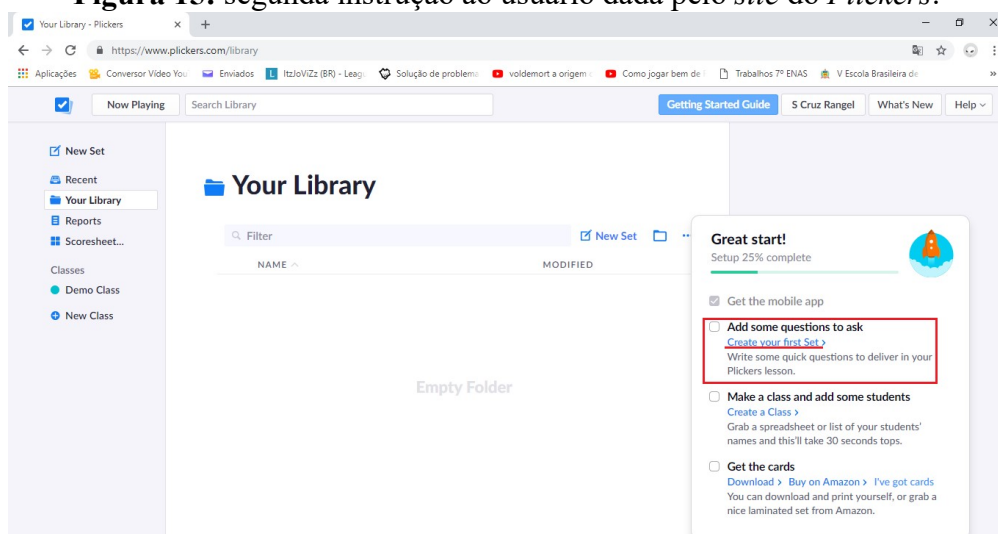 Figura 15: segunda instrução ao usuário dada pelo site do Plickers.
Your Library - Plickers
https://www.plickers.com/library
Aplicações Conversor Vídeo You Enviados ItzJoViZz (BR) - Leag Solução de problema voldemort a origem Como jogar bem de Trabalhos 7º ENAS V Escola Brasileira de
Now Playing Search Library Getting Started Guide S Cruz Rangel What's New Help
New Set
Recent
Your Library
Reports
Scoresheet...
Classes
Demo Class
New Class
Your Library
Filter New Set
NAME MODIFIED
Empty Folder
Great start!
Setup 25% complete
Get the mobile app
Add some questions to ask
Create your first Set >
Write some quick questions to deliver in your
Plickers lesson.
Make a class and add some students
Create a Class >
Grab a spreadsheet or list of your students'
names and this'll take 30 seconds tops.
Get the cards
Download > Buy on Amazon > I've got cards
You can download and print yourself, or grab a
nice laminated set from Amazon.